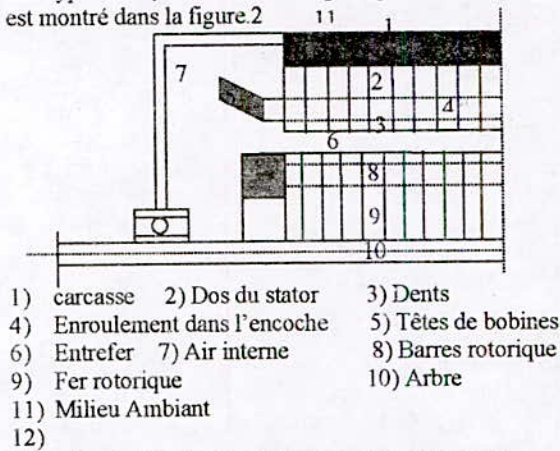 est montré dans la figure.2
11
1
7
2
4
3
6
8
9
10
1) carcasse 2) Dos du stator 3) Dents
4) Enroulement dans l'encoche 5) Têtes de bobines
6) Entrefer 7) Air interne 8) Barres rotorique
9) Fer rotorique 10) Arbre
11) Milieu Ambiant
12)